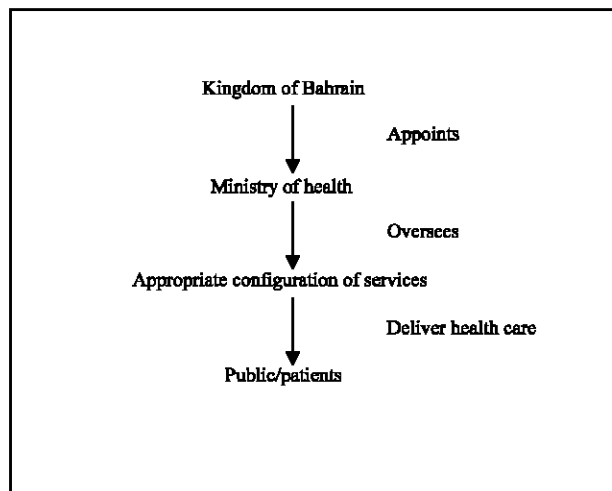 Kingdom of Bahrain
Appoints
Ministry of health
Oversees
Appropriate configuration of services
Deliver health care
Public/patients